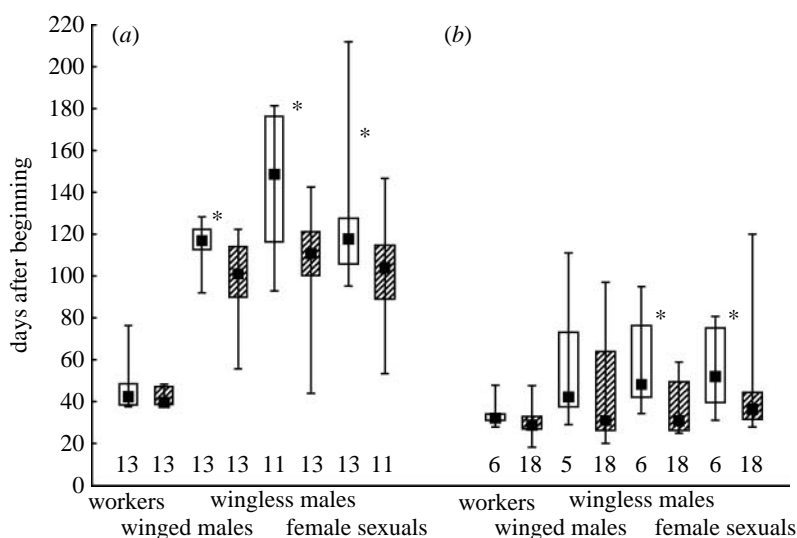 220
200
180
160
140
120
100
80
60
40
20
0
days after beginning
(a)
(b)
*
*
*
*
*
13 13 13 13 11 13 13 11
6 18 5 18 6 18 6 18
workers wingless males
winged males female sexuals
workers wingless males
winged males female sexuals